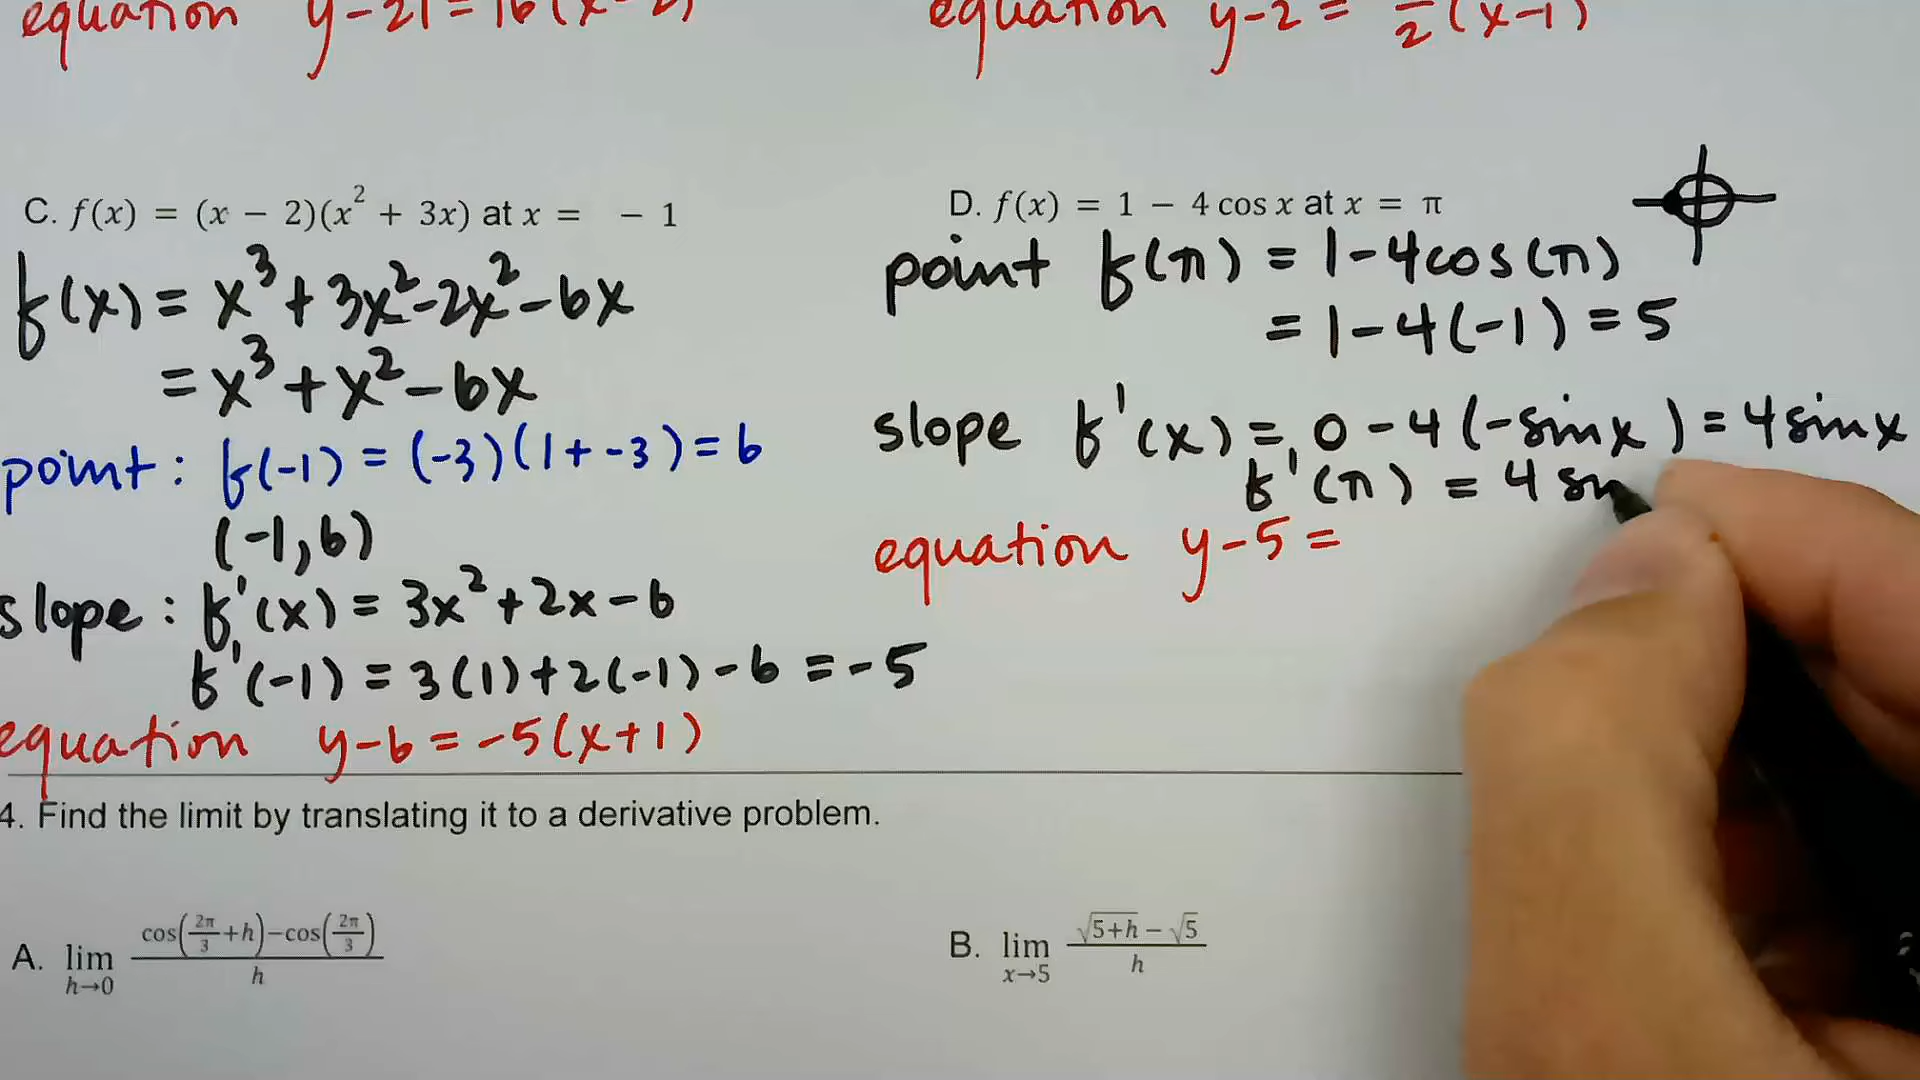 equation y-21=16(x-2)
equation y-2= /2(x-1)
C. f(x) = (x − 2)(x² + 3x) at x = − 1
f(x)=x³+3x²-2x²-6x
=x³+x²-6x
point: f(-1)=(-3)(1+-3)=6
(-1,6)
slope: f'(x)=3x²+2x-6
f'(-1)=3(1)+2(-1)-6=-5
equation y-6=-5(x+1)
D. f(x) = 1 − 4 cos x at x = π
point f(π)=1-4cos(π)
=1-4(-1)=5
slope f'(x)=0-4(-sinx)=4sinx
f'(π)=4 sin
equation y-5=
4. Find the limit by translating it to a derivative problem.
A. lim h→0 (cos(2π/3+h)−cos(2π/3))/h
B. lim x→5 (√5+h − √5)/h